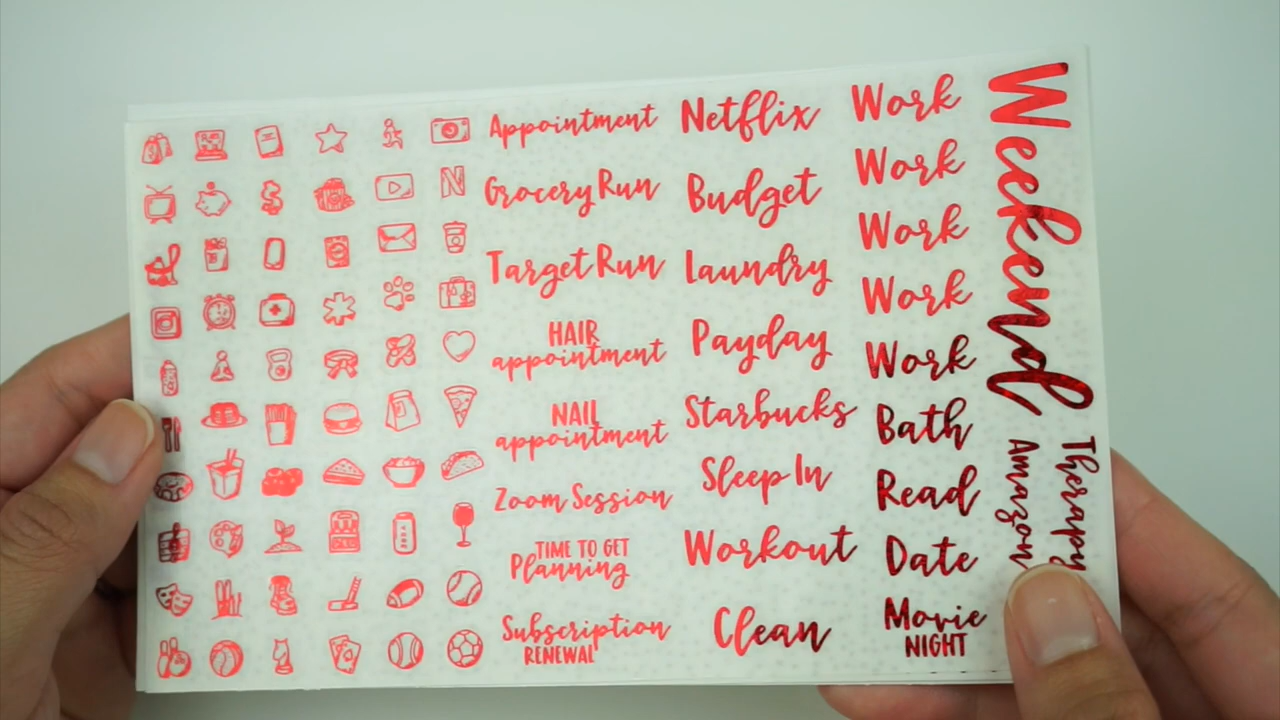 Appointment
Grocery Run
Target Run
HAIR
appointment
NAIL
appointment
Zoom Session
TIME TO GET
Planning
Subscription
RENEWAL
Netflix
Budget
Laundry
Payday
Starbucks
Sleep In
Workout
Clean
Work
Work
Work
Work
Work
Bath
Read
Date
Movie
NIGHT
Weekend
Therapy
Amazon
N